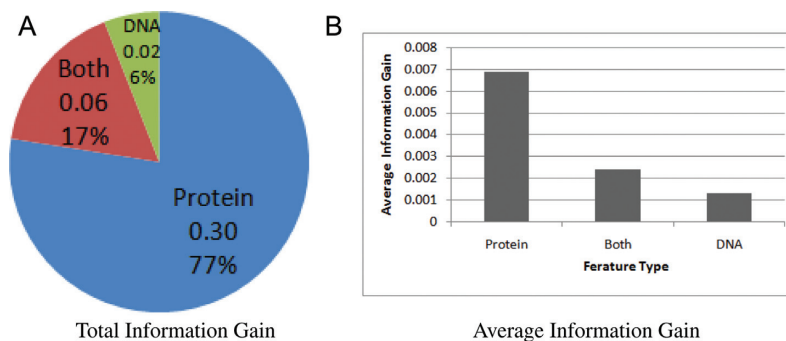 A
DNA
0.02
6%
Both
0.06
17%
Protein
0.30
77%
Total Information Gain
B
0.008
0.007
0.006
0.005
0.004
0.003
0.002
0.001
0
Average Information Gain
Protein Both DNA
Ferature Type
Average Information Gain